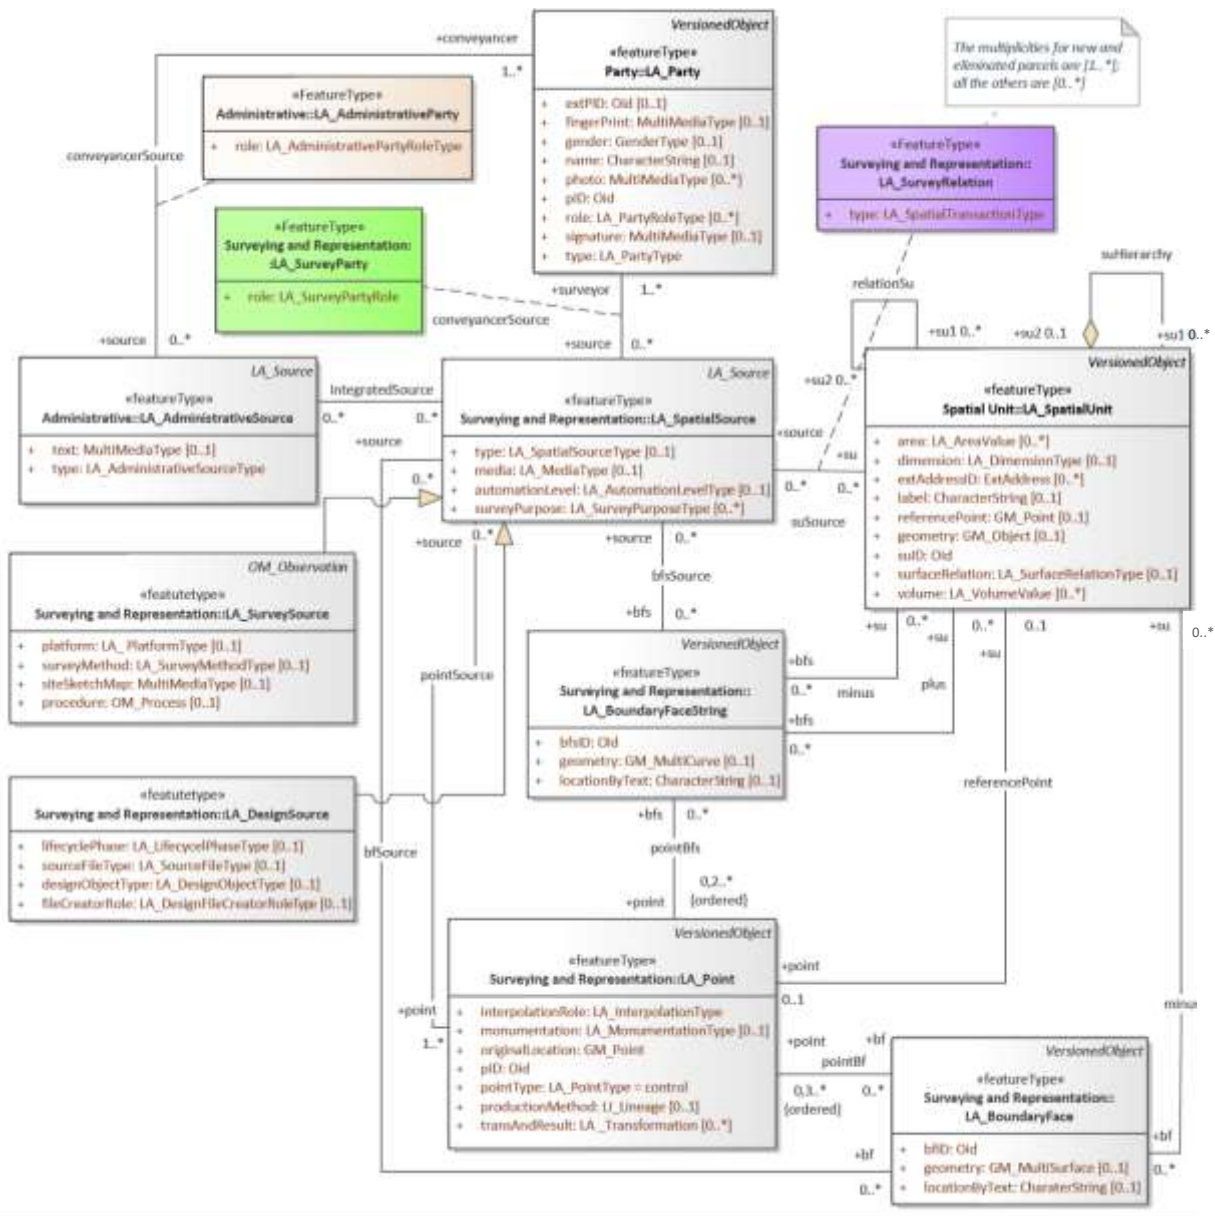 VersionedObject
«featureType»
Party::LA_Party
+ extPID: Oid [0..1]
+ fingerPrint: MultiMediaType [0..1]
+ gender: GenderType [0..1]
+ name: CharacterString [0..1]
+ photo: MultiMediaType [0..*]
+ pID: Oid
+ role: LA_PartyRoleType [0..*]
+ signature: MultiMediaType [0..1]
+ type: LA_PartyType
+conveyancer
1..*
The multiplicities for new and
eliminated parcels are [1..*];
all the others are [0..*]
«FeatureType»
Administrative::LA_AdministrativeParty
+ role: LA_AdministrativePartyRoleType
conveyancerSource
«FeatureType»
Surveying and Representation::
LA_SurveyRelation
+ type: LA_SpatialTransactionType
«FeatureType»
Surveying and Representation:
:LA_SurveyParty
+ role: LA_SurveyPartyRole
+surveyor
1..*
conveyancerSource
+source
0..*
+source
0..*
relationSu
+su1 0..*
+su2 0..*
suHierarchy
+su2 0..1
+su1 0..*
LA_Source
«featureType»
Administrative::LA_AdministrativeSource
+ text: MultiMediaType [0..1]
+ type: LA_AdministrativeSourceType
IntegratedSource
0..*
0..*
+source
0..*
LA_Source
«featureType»
Surveying and Representation::LA_SpatialSource
+ type: LA_SpatialSourceType [0..1]
+ media: LA_MediaType [0..1]
+ automationLevel: LA_AutomationLevelType [0..1]
+ surveyPurpose: LA_SurveyPurposeType [0..*]
+source
0..*
+su
0..*
suSource
VersionedObject
«featureType»
Spatial Unit::LA_SpatialUnit
+ area: LA_AreaValue [0..*]
+ dimension: LA_DimensionType [0..1]
+ extAddressID: ExtAddress [0..*]
+ label: CharacterString [0..1]
+ referencePoint: GM_Point [0..1]
+ geometry: GM_Object [0..1]
+ suID: Oid
+ surfaceRelation: LA_SurfaceRelationType [0..1]
+ volume: LA_VolumeValue [0..*]
OM_Observation
«featutetype»
Surveying and Representation::LA_SurveySource
+ platform: LA_ PlatformType [0..1]
+ surveyMethod: LA_SurveyMethodType [0..1]
+ siteSketchMap: MultiMediaType [0..1]
+ procedure: OM_Process [0..1]
+source
0..*
+source
0..*
bfsSource
+bfs
0..*
pointSource
VersionedObject
«featureType»
Surveying and Representation::
LA_BoundaryFaceString
+ bfsID: Oid
+ geometry: GM_MultiCurve [0..1]
+ locationByText: CharacterString [0..1]
+su
0..*
+su
0..*
+su
0..1
+su
0..*
+bfs
0..*
minus
plus
+bfs
0..*
referencePoint
«featutetype»
Surveying and Representation::LA_DesignSource
+ lifecyclePhase: LA_LifecycelPhaseType [0..1]
+ sourceFileType: LA_SourceFileType [0..1]
+ designObjectType: LA_DesignObjectType [0..1]
+ fileCreatorRole: LA_DesignFileCreatorRoleType [0..1]
bfSource
+bfs
0..*
pointBfs
0,2..*
+point
{ordered}
VersionedObject
«featureType»
Surveying and Representation::LA_Point
+ interpolationRole: LA_InterpolationType
+ monumentation: LA_MonumentationType [0..1]
+ originalLocation: GM_Point
+ pID: Oid
+ pointType: LA_PointType = control
+ productionMethod: LI_Lineage [0..1]
+ transAndResult: LA_Transformation [0..*]
+point
1..*
+point
0..1
minus
+point
+bf
pointBf
0,3..*
0..*
{ordered}
VersionedObject
«featureType»
Surveying and Representation::
LA_BoundaryFace
+ bfID: Oid
+ geometry: GM_MultiSurface [0..1]
+ locationByText: CharaterString [0..1]
+bf
0..*
+bf
0..*